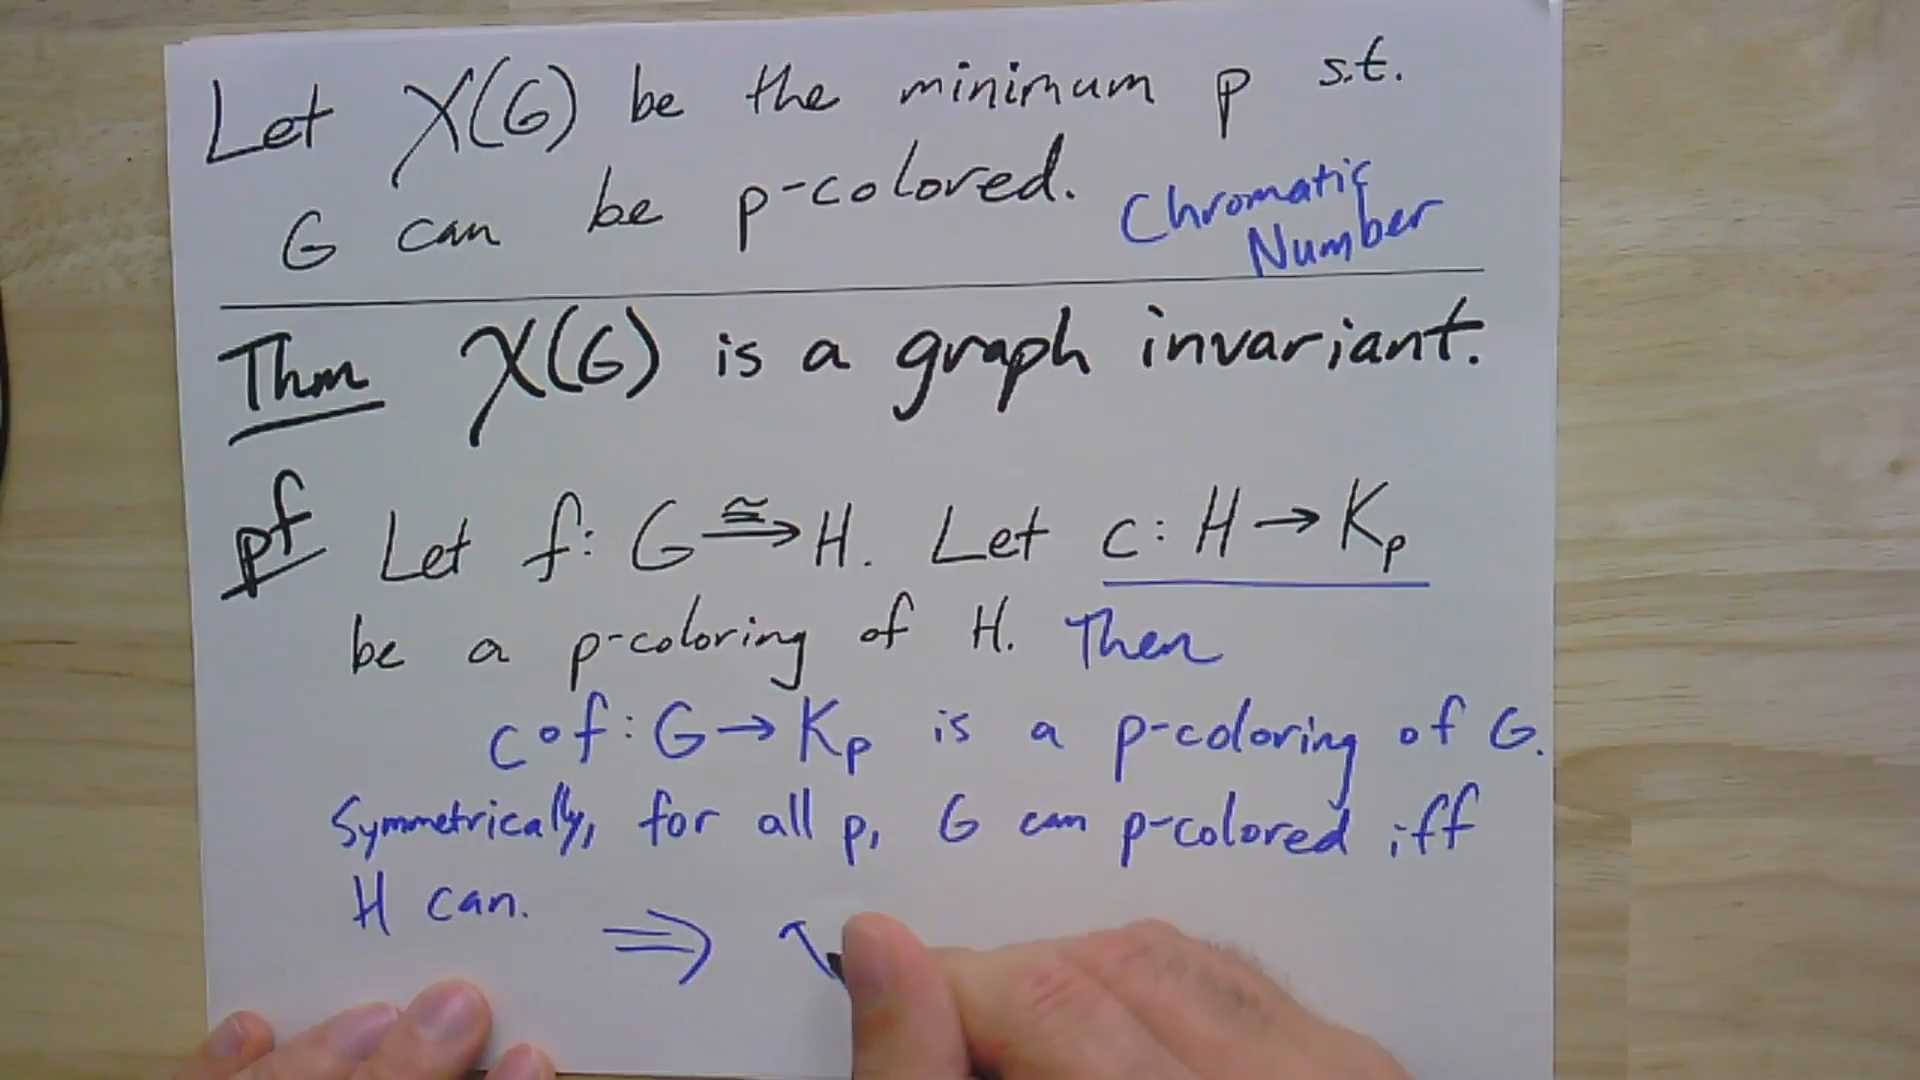 Let χ(G) be the minimum p s.t.
G can be p-colored. Chromatic Number
Thm χ(G) is a graph invariant.
pf Let f: G ≅→ H. Let c: H → Kp
be a p-coloring of H. Then
c∘f: G → Kp is a p-coloring of G.
Symmetrically, for all p, G can p-colored iff
H can. ⇒